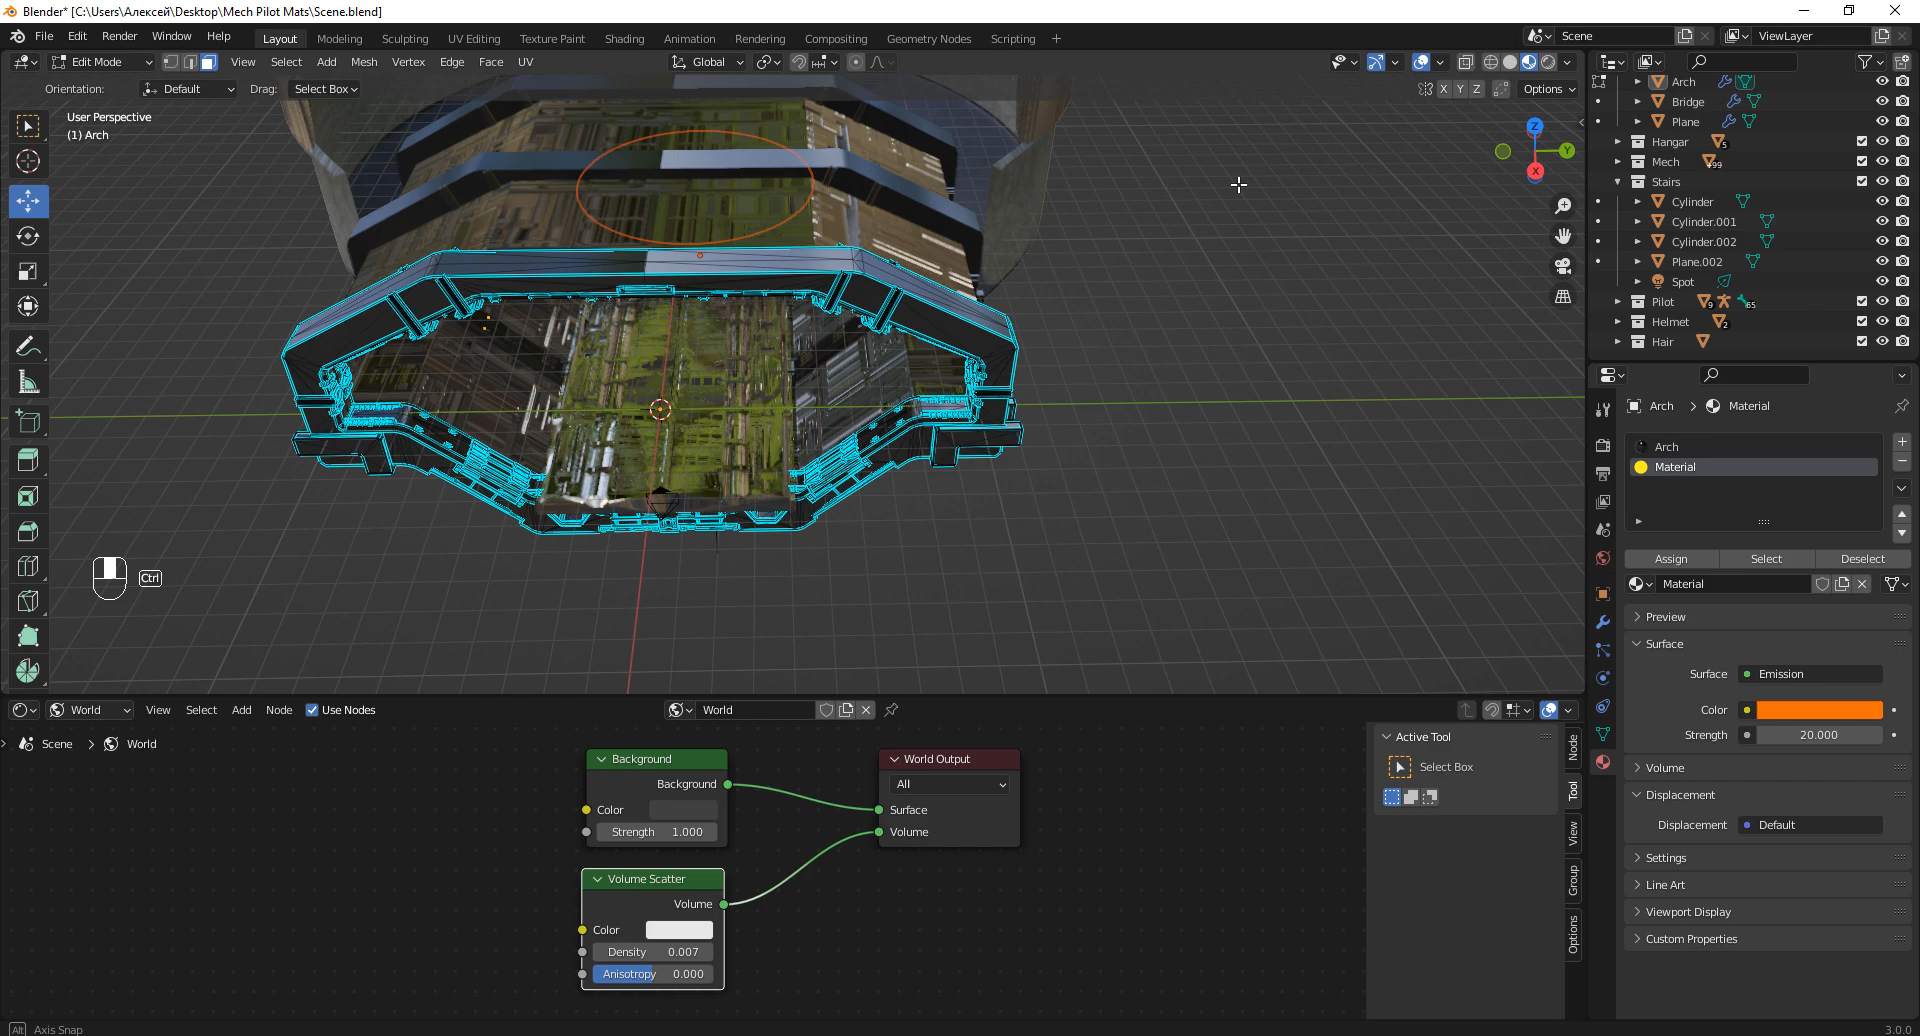 Blender* [C:\Users\Алексей\Desktop\Mech Pilot Mats\Scene.blend]
File Edit Render Window Help Layout Modeling Sculpting UV Editing Texture Paint Shading Animation Rendering Compositing Geometry Nodes Scripting + Scene ViewLayer
Edit Mode View Select Add Mesh Vertex Edge Face UV Global
Orientation: Default Drag: Select Box X Y Z Options
User Perspective
(1) Arch
Z
Y
X
Ctrl
Arch
Bridge
Plane
Hangar 5
Mech +99
Stairs
Cylinder
Cylinder.001
Cylinder.002
Plane.002
Spot
Pilot 9 65
Helmet 2
Hair
Arch > Material
Arch
Material
Assign Select Deselect
Material
Preview
Surface
Surface Emission
Color
Strength 20.000
Volume
Displacement
Displacement Default
Settings
Line Art
Viewport Display
Custom Properties
World View Select Add Node Use Nodes World
Scene > World
Background
Background
Color
Strength 1.000
World Output
All
Surface
Volume
Volume Scatter
Volume
Color
Density 0.007
Anisotropy 0.000
Active Tool
Select Box
Node
Tool
View
Group
Options
Alt Axis Snap
3.0.0